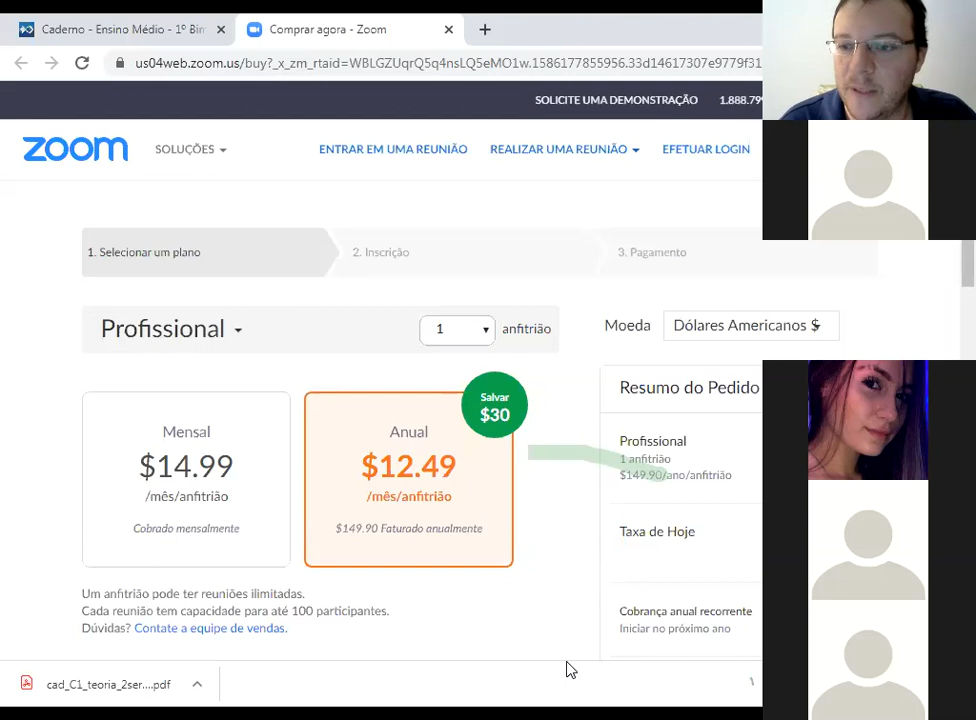 Caderno - Ensino Médio - 1º Bim
Comprar agora - Zoom
us04web.zoom.us/buy?_x_zm_rtaid=WBLGZUqrQ5q4nsLQ5eMO1w.1586177855956.33d14617307e9779f31
SOLICITE UMA DEMONSTRAÇÃO 1.888.799
zoom SOLUÇÕES ENTRAR EM UMA REUNIÃO REALIZAR UMA REUNIÃO EFETUAR LOGIN
1. Selecionar um plano 2. Inscrição 3. Pagamento
Profissional 1 anfitrião Moeda Dólares Americanos $
Salvar
$30
Resumo do Pedido
Mensal
$14.99
/mês/anfitrião
Cobrado mensalmente
Anual
$12.49
/mês/anfitrião
$149.90 Faturado anualmente
Profissional
1 anfitrião
$149.90/ano/anfitrião
Taxa de Hoje
Cobrança anual recorrente
Iniciar no próximo ano
Um anfitrião pode ter reuniões ilimitadas.
Cada reunião tem capacidade para até 100 participantes.
Dúvidas? Contate a equipe de vendas.
cad_C1_teoria_2ser....pdf